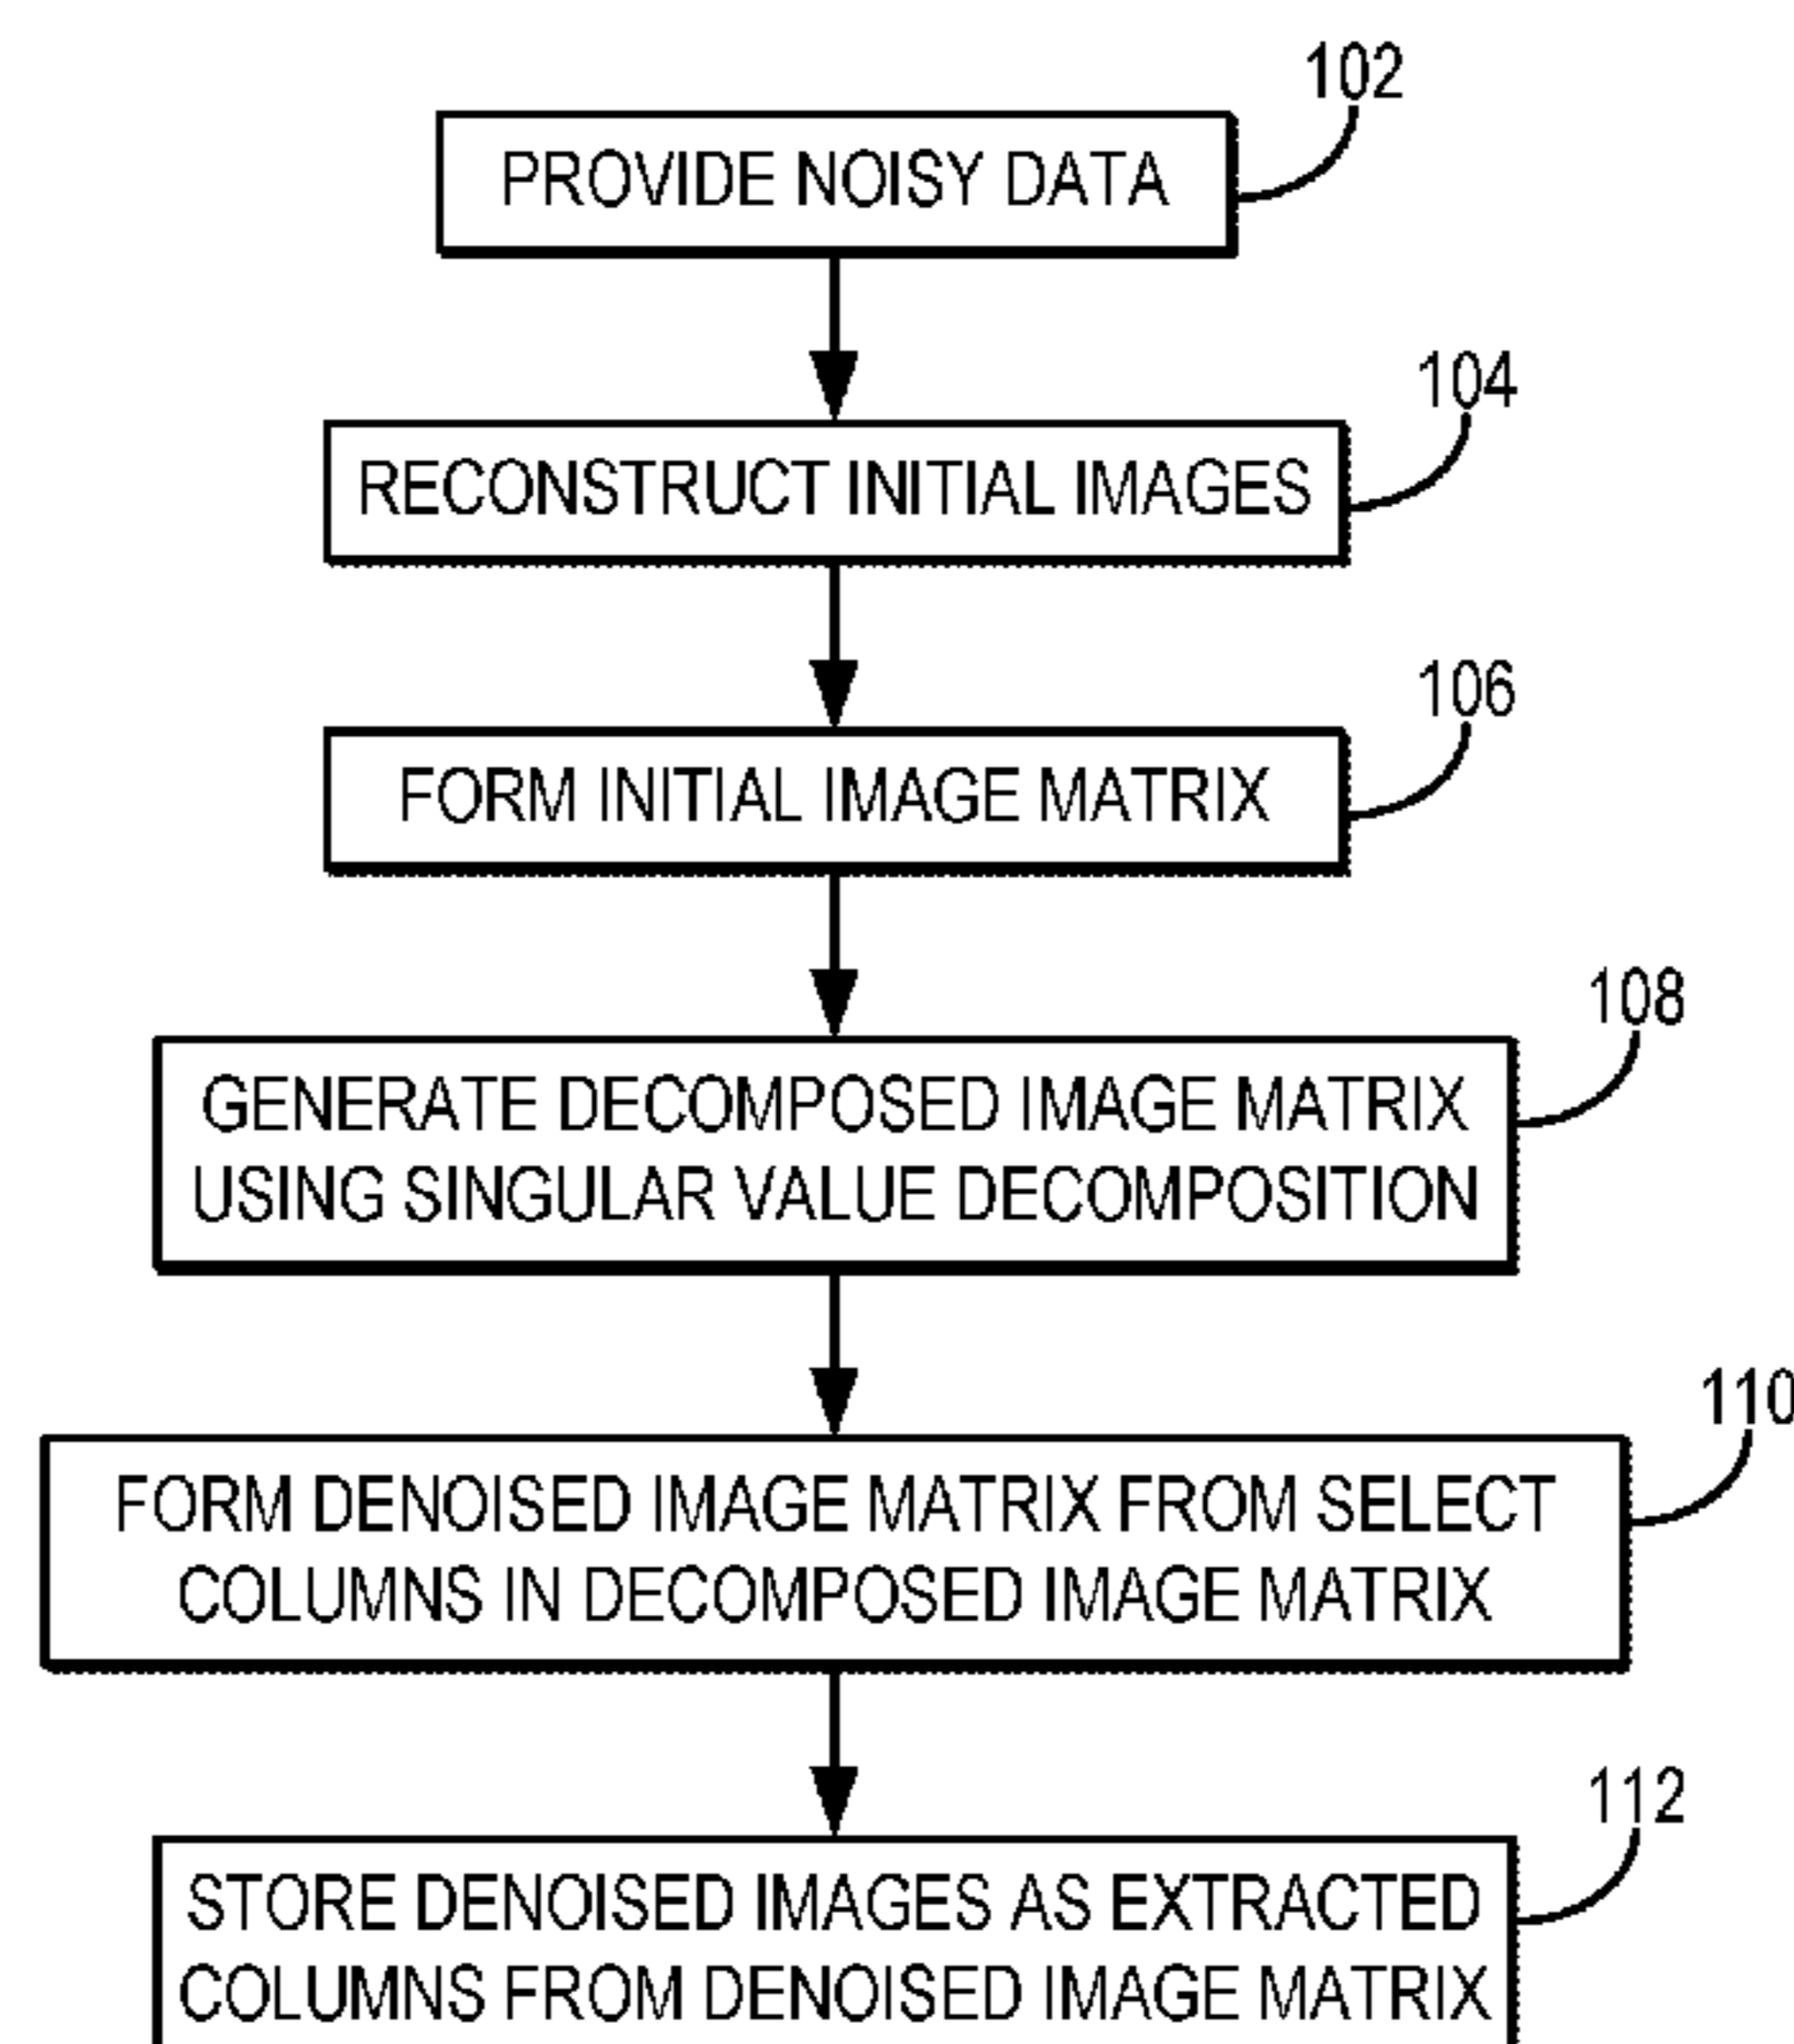 102
PROVIDE NOISY DATA
104
RECONSTRUCT INITIAL IMAGES
106
FORM INITIAL IMAGE MATRIX
108
GENERATE DECOMPOSED IMAGE MATRIX
USING SINGULAR VALUE DECOMPOSITION
110
FORM DENOISED IMAGE MATRIX FROM SELECT
COLUMNS IN DECOMPOSED IMAGE MATRIX
112
STORE DENOISED IMAGES AS EXTRACTED
COLUMNS FROM DENOISED IMAGE MATRIX